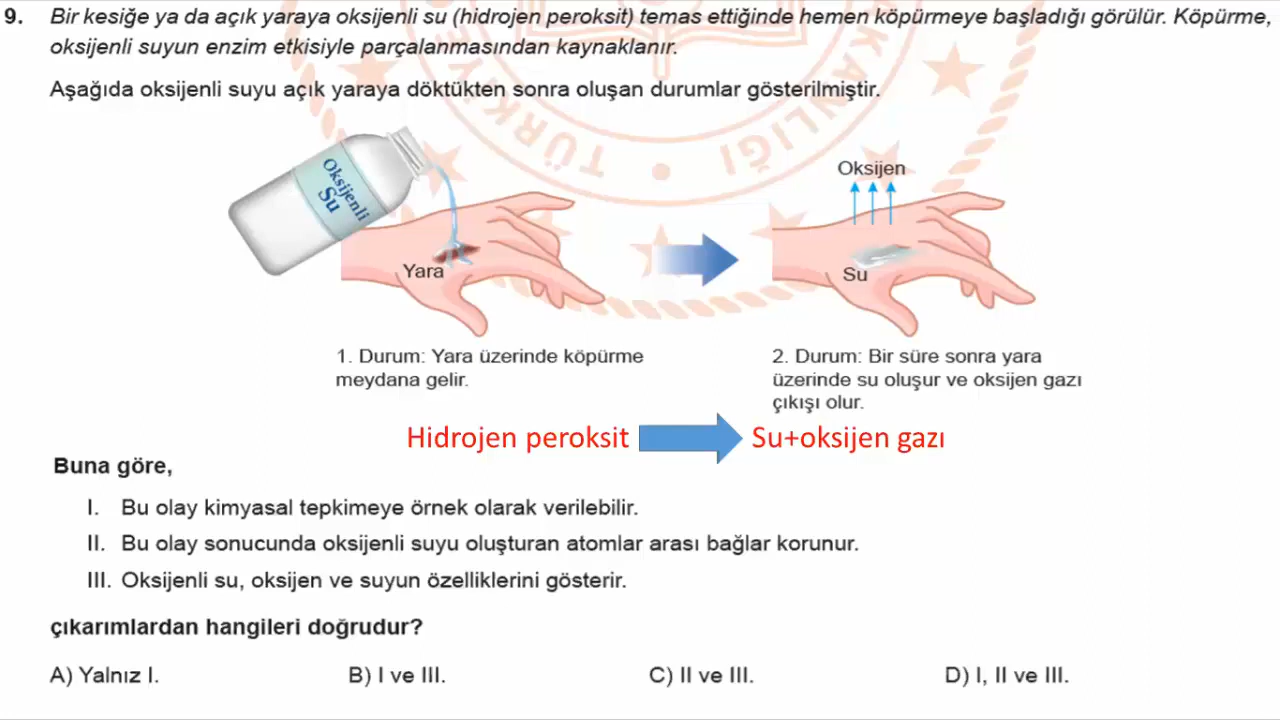 9. Bir kesiğe ya da açık yaraya oksijenli su (hidrojen peroksit) temas ettiğinde hemen köpürmeye başladığı görülür. Köpürme,
oksijenli suyun enzim etkisiyle parçalanmasından kaynaklanır.
Aşağıda oksijenli suyu açık yaraya döktükten sonra oluşan durumlar gösterilmiştir.
TÜRKİYE
KANLIĞI
Oksijenli
Su
Yara
Oksijen
Su
1. Durum: Yara üzerinde köpürme
meydana gelir.
2. Durum: Bir süre sonra yara
üzerinde su oluşur ve oksijen gazı
çıkışı olur.
Hidrojen peroksit
Su+oksijen gazı
Buna göre,
I. Bu olay kimyasal tepkimeye örnek olarak verilebilir.
II. Bu olay sonucunda oksijenli suyu oluşturan atomlar arası bağlar korunur.
III. Oksijenli su, oksijen ve suyun özelliklerini gösterir.
çıkarımlardan hangileri doğrudur?
A) Yalnız I. B) I ve III. C) II ve III. D) I, II ve III.